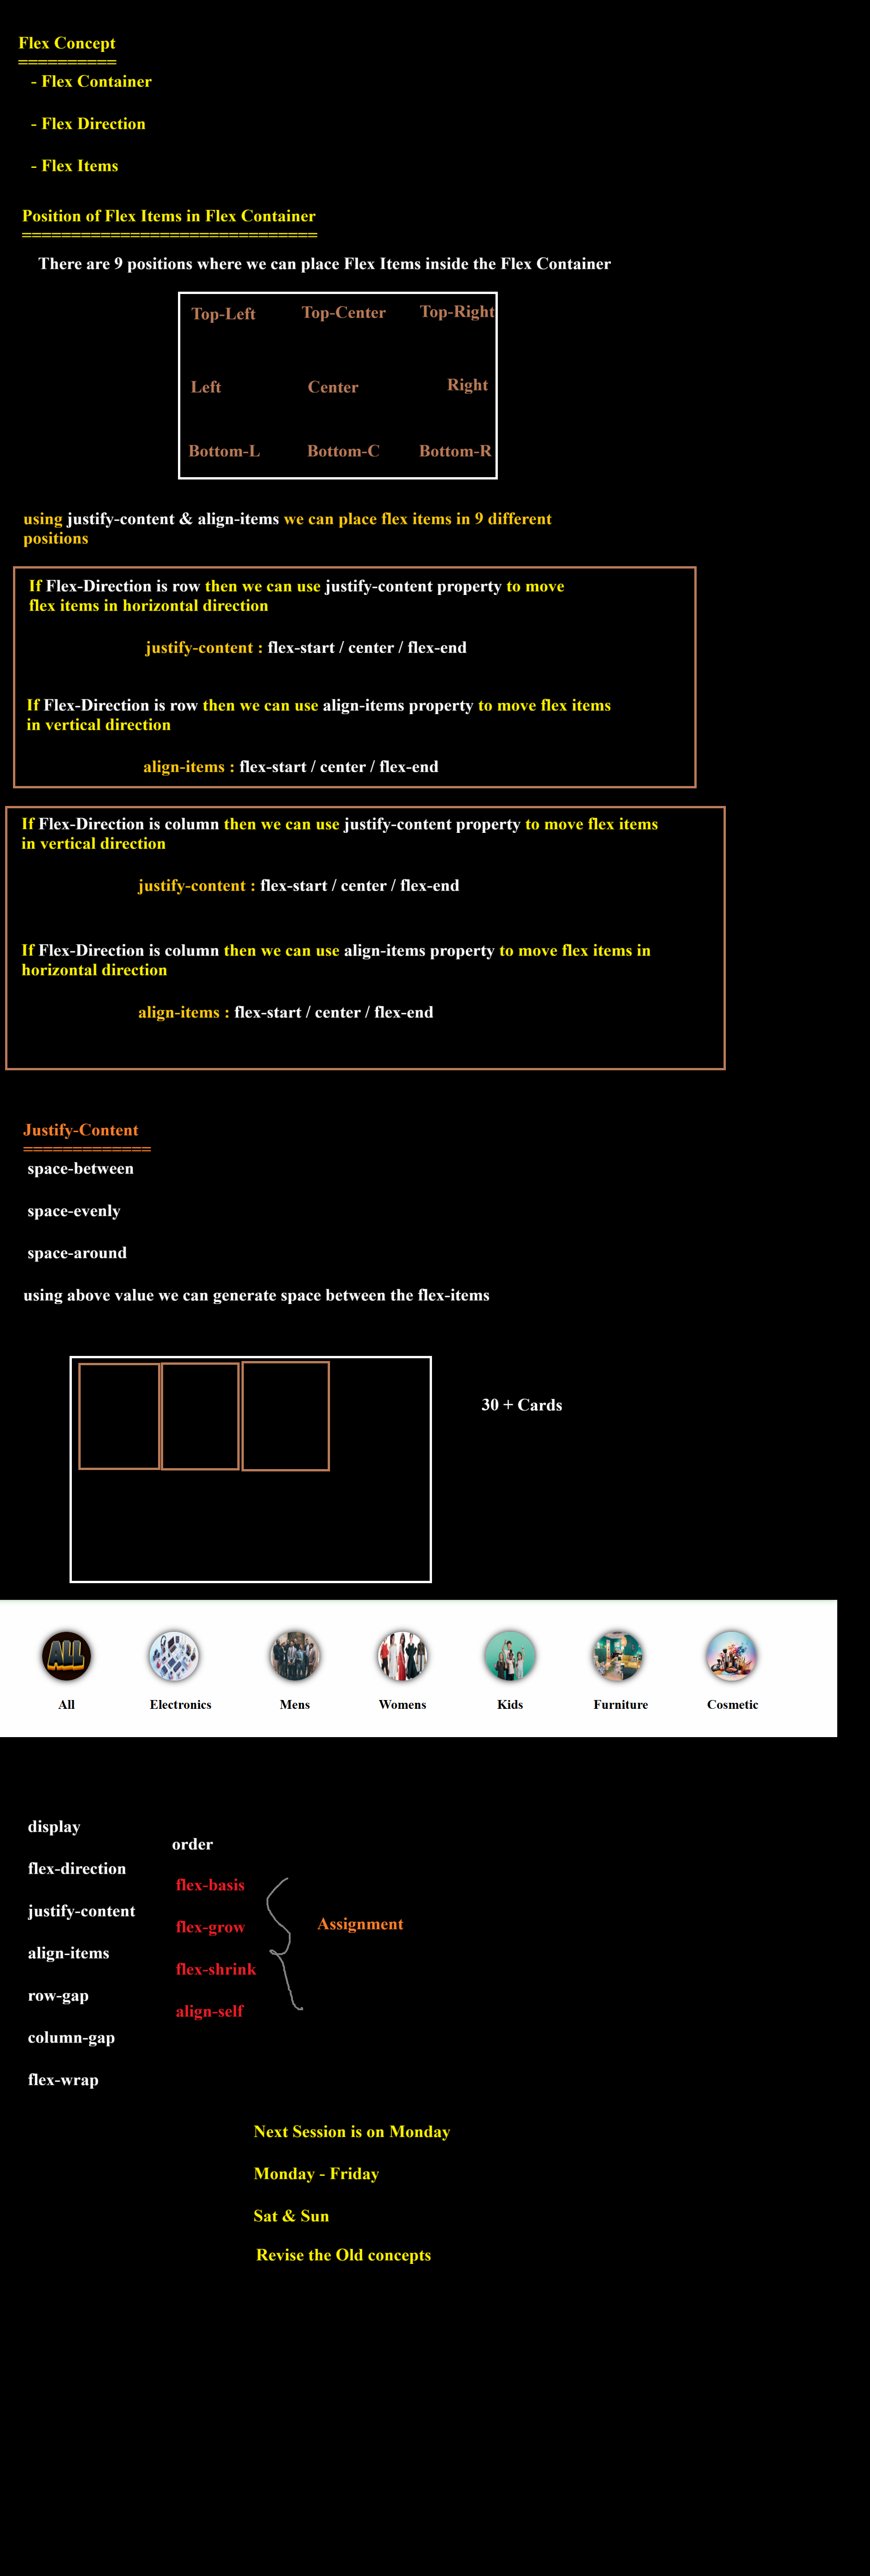 Flex Concept
==========
- Flex Container
- Flex Direction
- Flex Items
Position of Flex Items in Flex Container
==============================
There are 9 positions where we can place Flex Items inside the Flex Container
Top-Left Top-Center Top-Right
Left Center Right
Bottom-L Bottom-C Bottom-R
using justify-content & align-items we can place flex items in 9 different
positions
If Flex-Direction is row then we can use justify-content property to move
flex items in horizontal direction
justify-content : flex-start / center / flex-end
If Flex-Direction is row then we can use align-items property to move flex items
in vertical direction
align-items : flex-start / center / flex-end
If Flex-Direction is column then we can use justify-content property to move flex items
in vertical direction
justify-content : flex-start / center / flex-end
If Flex-Direction is column then we can use align-items property to move flex items in
horizontal direction
align-items : flex-start / center / flex-end
Justify-Content
=============
space-between
space-evenly
space-around
using above value we can generate space between the flex-items
30 + Cards
ALL
All Electronics Mens Womens Kids Furniture Cosmetic
display
flex-direction
justify-content
align-items
row-gap
column-gap
flex-wrap
order
flex-basis
flex-grow
flex-shrink
align-self
Assignment
Next Session is on Monday
Monday - Friday
Sat & Sun
Revise the Old concepts